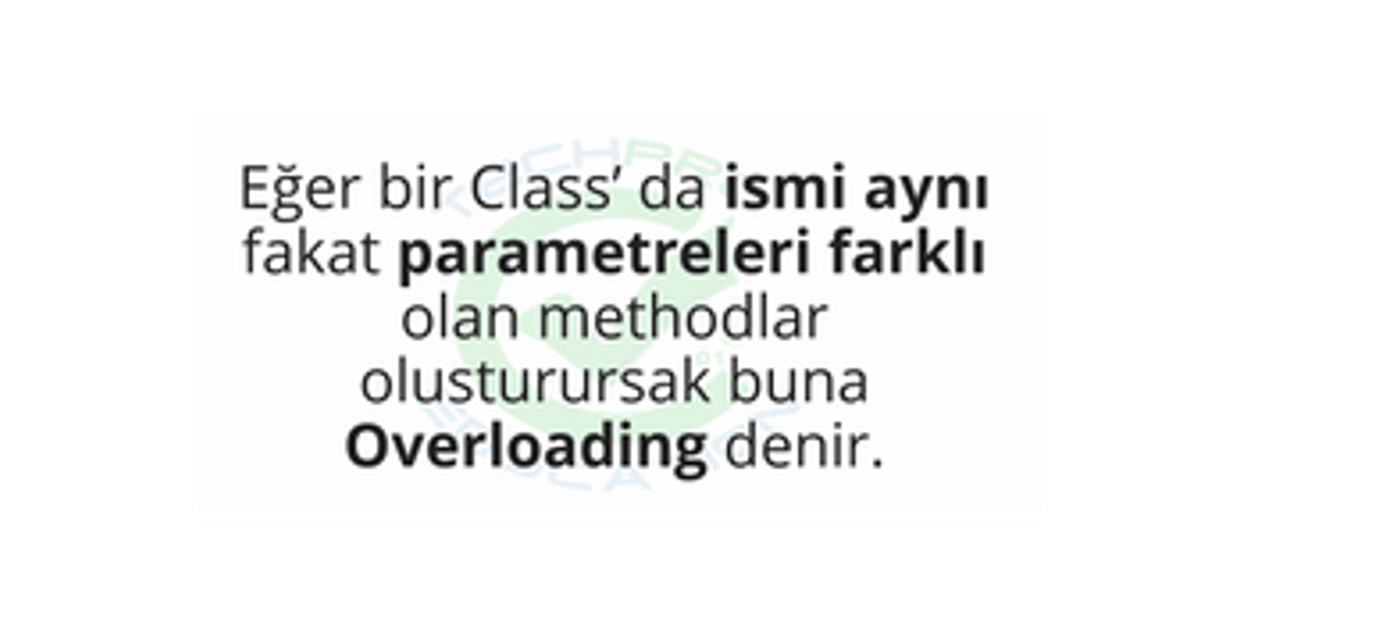 Eğer bir Class’ da ismi aynı
fakat parametreleri farklı
olan methodlar
olusturursak buna
Overloading denir.